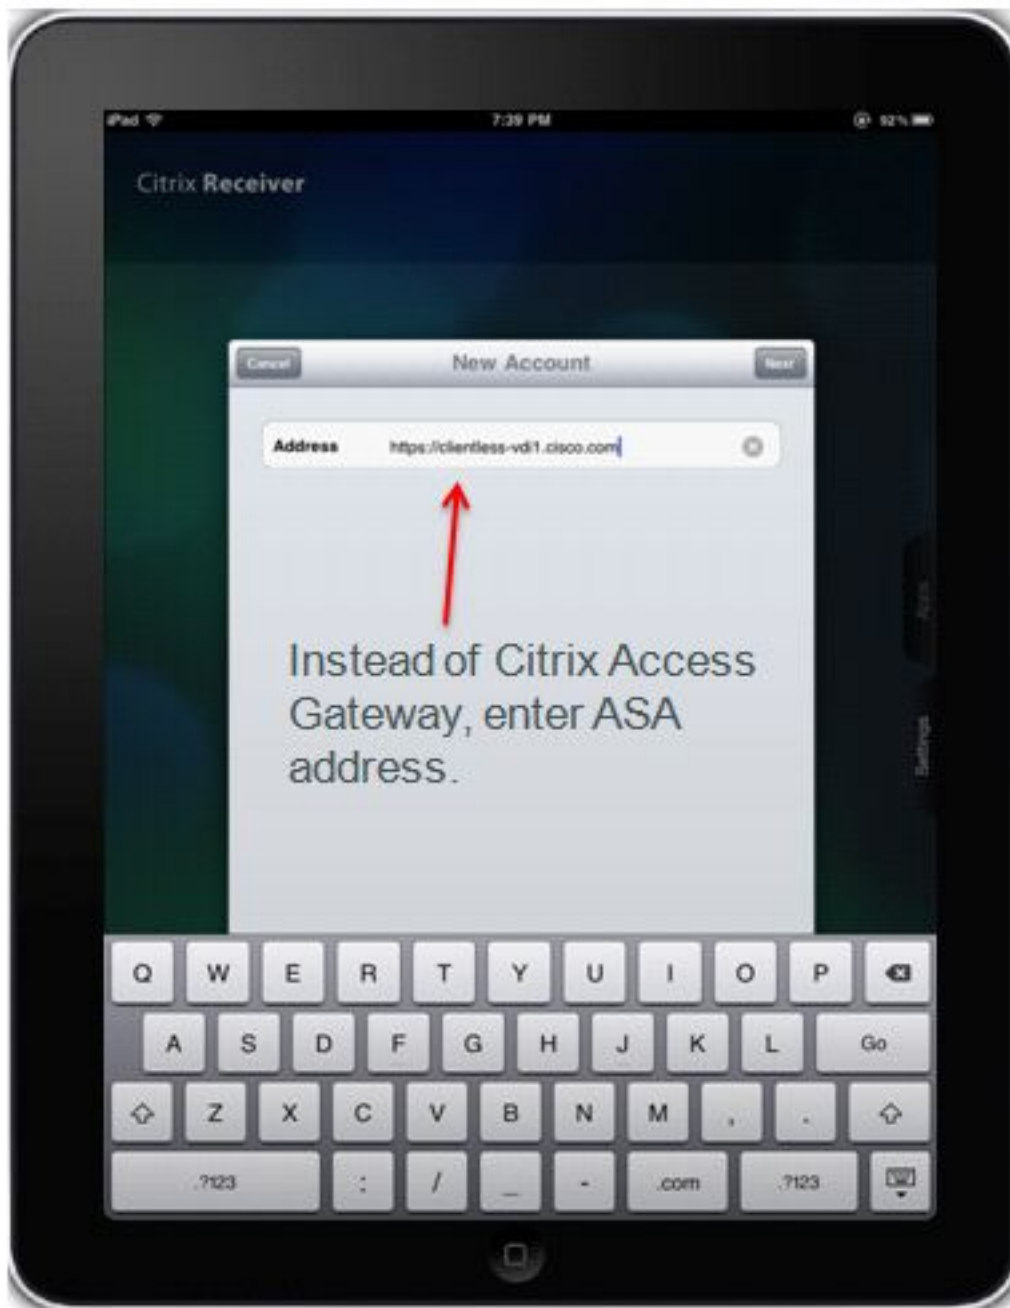 iPad 7:39 PM 92%
Citrix Receiver
Cancel New Account Next
Address https://clientless-vdi1.cisco.com
Instead of Citrix Access
Gateway, enter ASA
address.
Apps
Settings
Q W E R T Y U I O P
A S D F G H J K L Go
Z X C V B N M , .
.?123 : / _ - .com .?123